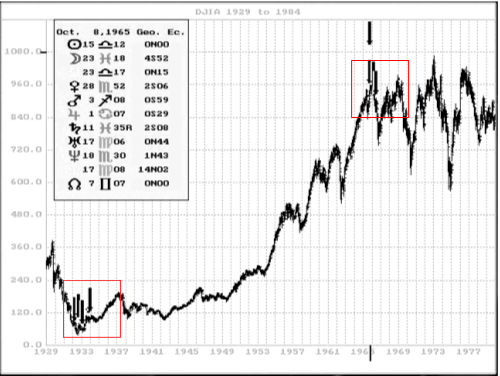 DJIA 1929 to 1984
Oct. 8,1965 Geo. Ec.
☉15 ♎12 0N00
☽23 ♓18 4S52
23 ♎17 0N15
♀28 ♏52 2S06
♂ 3 ♐08 0S59
♃ 1 ♋07 0S29
♄11 ♓35R 2S08
♅17 ♍06 0N44
♆18 ♏30 1N43
17 ♍08 14N02
☊ 7 ♊07 0N00
1080.0
960.0
840.0
720.0
600.0
480.0
360.0
240.0
120.0
0.0
1929 1933 1937 1941 1945 1949 1953 1957 1961 1965 1969 1973 1977